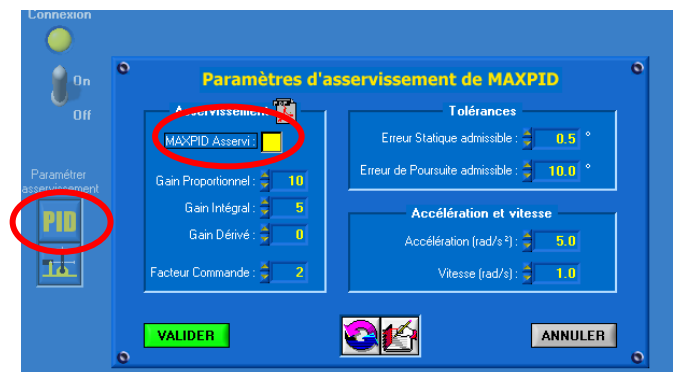 Connexion
On
Off
Paramétrer
asservissement
PID
Paramètres d'asservissement de MAXPID
Asservissement
MAXPID Asservi :
Gain Proportionnel : 10
Gain Intégral : 5
Gain Dérivé : 0
Facteur Commande : 2
Tolérances
Erreur Statique admissible : 0.5 °
Erreur de Poursuite admissible : 10.0 °
Accélération et vitesse
Accélération (rad/s²) : 5.0
Vitesse (rad/s) : 1.0
VALIDER
ANNULER